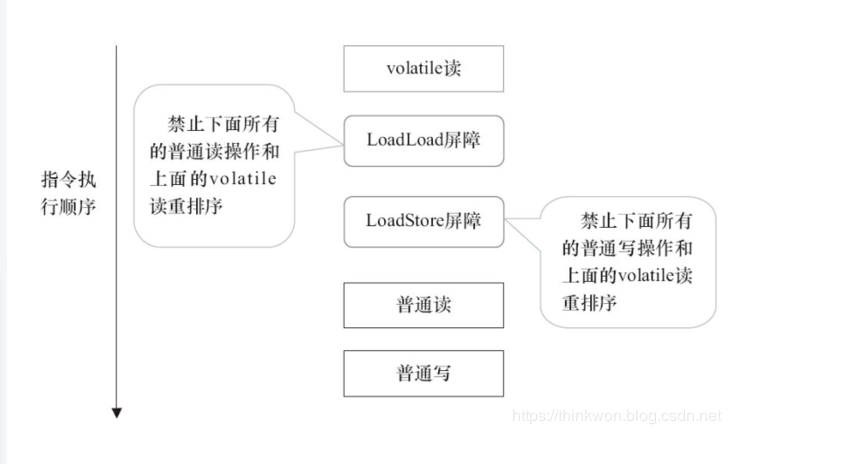 volatile读
禁止下面所有
的普通读操作和
上面的volatile
读重排序
LoadLoad屏障
指令执
行顺序
LoadStore屏障
禁止下面所有
的普通写操作和
上面的volatile读
重排序
普通读
普通写
https://thinkwon.blog.csdn.net